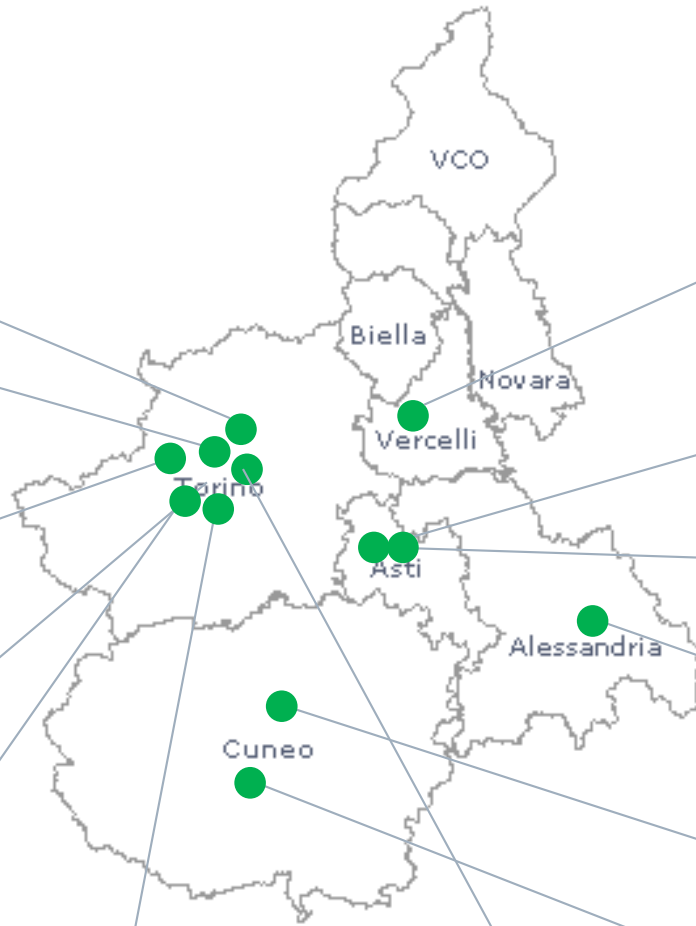 VCO
Biella
Novara
Vercelli
Torino
Asti
Alessandria
Cuneo